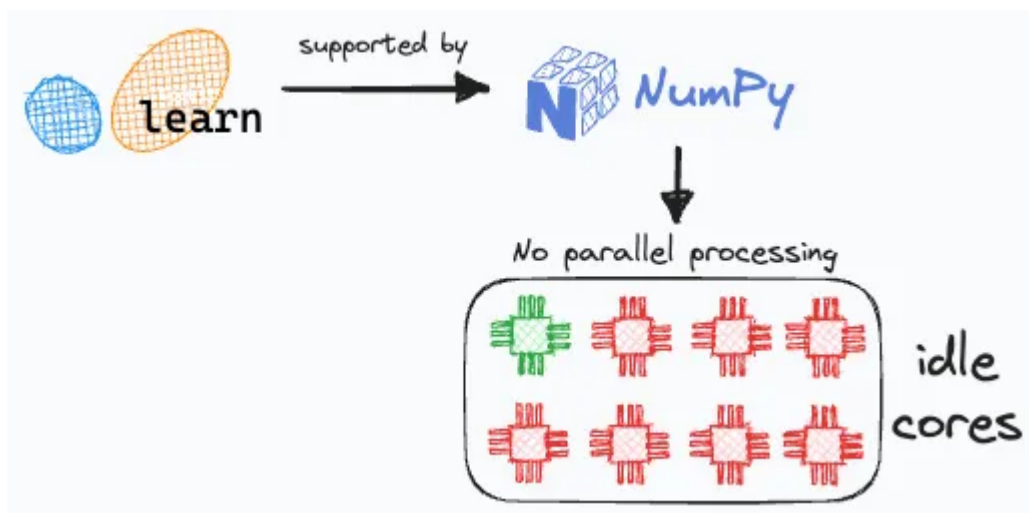 supported by
learn
N NumPy
No parallel processing
idle
cores